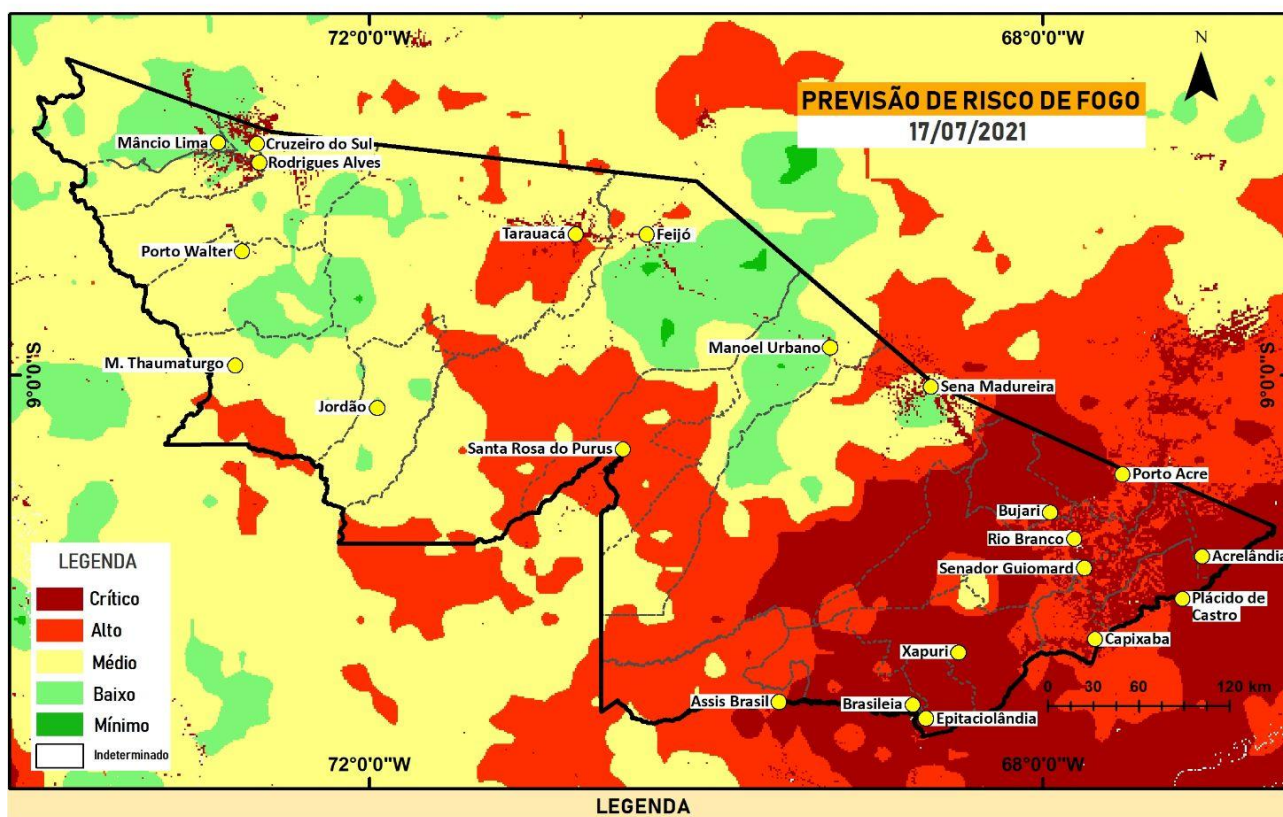 72°0'0"W
68°0'0"W
N
PREVISÃO DE RISCO DE FOGO
17/07/2021
Mâncio Lima
Cruzeiro do Sul
Rodrigues Alves
Tarauacá
Feijó
Porto Walter
Manoel Urbano
M. Thaumaturgo
9°0'0"S
9°0'0"S
Sena Madureira
Jordão
Santa Rosa do Purus
Porto Acre
Bujari
Rio Branco
Acrelândia
Senador Guiomard
Plácido de
Castro
Capixaba
Xapuri
Assis Brasil
Brasileia
Epitaciolândia
0 30 60 120 km
LEGENDA
Crítico
Alto
Médio
Baixo
Mínimo
Indeterminado
72°0'0"W
68°0'0"W
LEGENDA